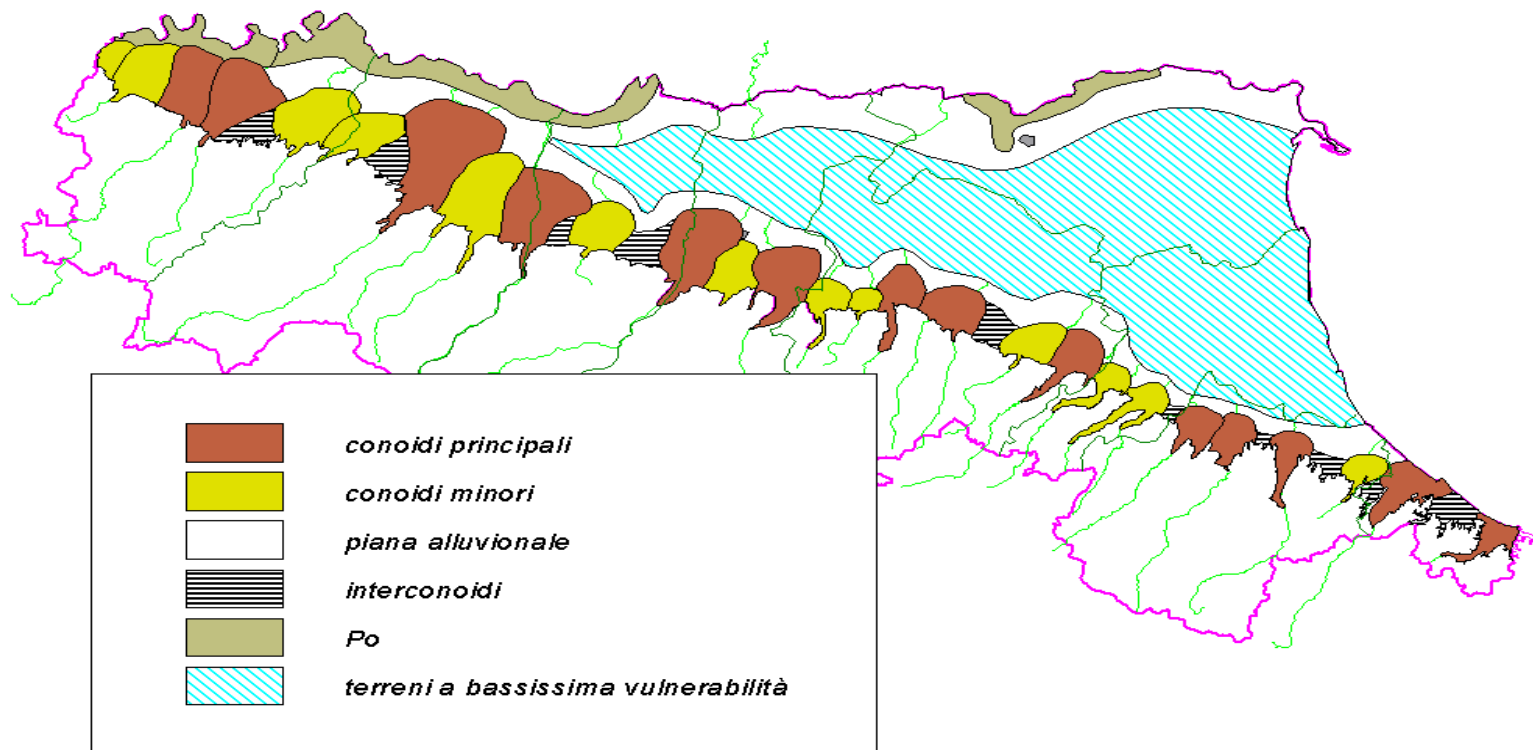 conoidi principali
conoidi minori
piana alluvionale
interconoidi
Po
terreni a bassissima vulnerabilità